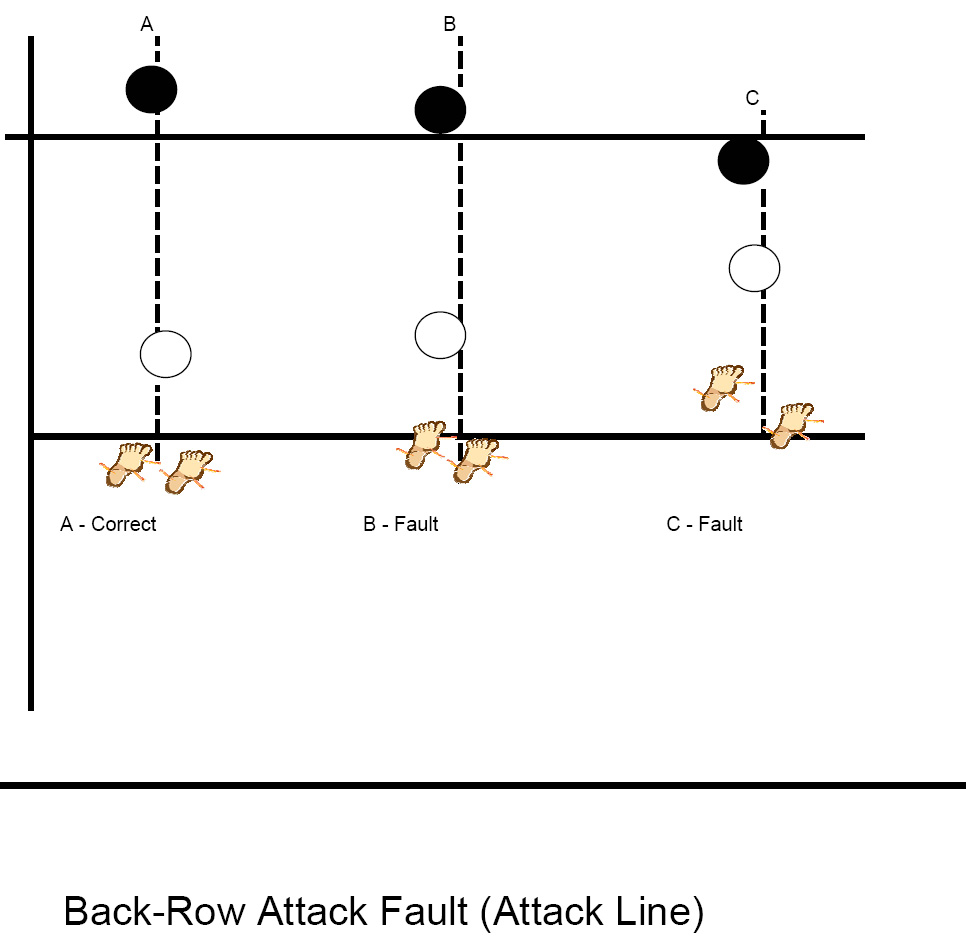 A
B
C
A - Correct
B - Fault
C - Fault
Back-Row Attack Fault (Attack Line)